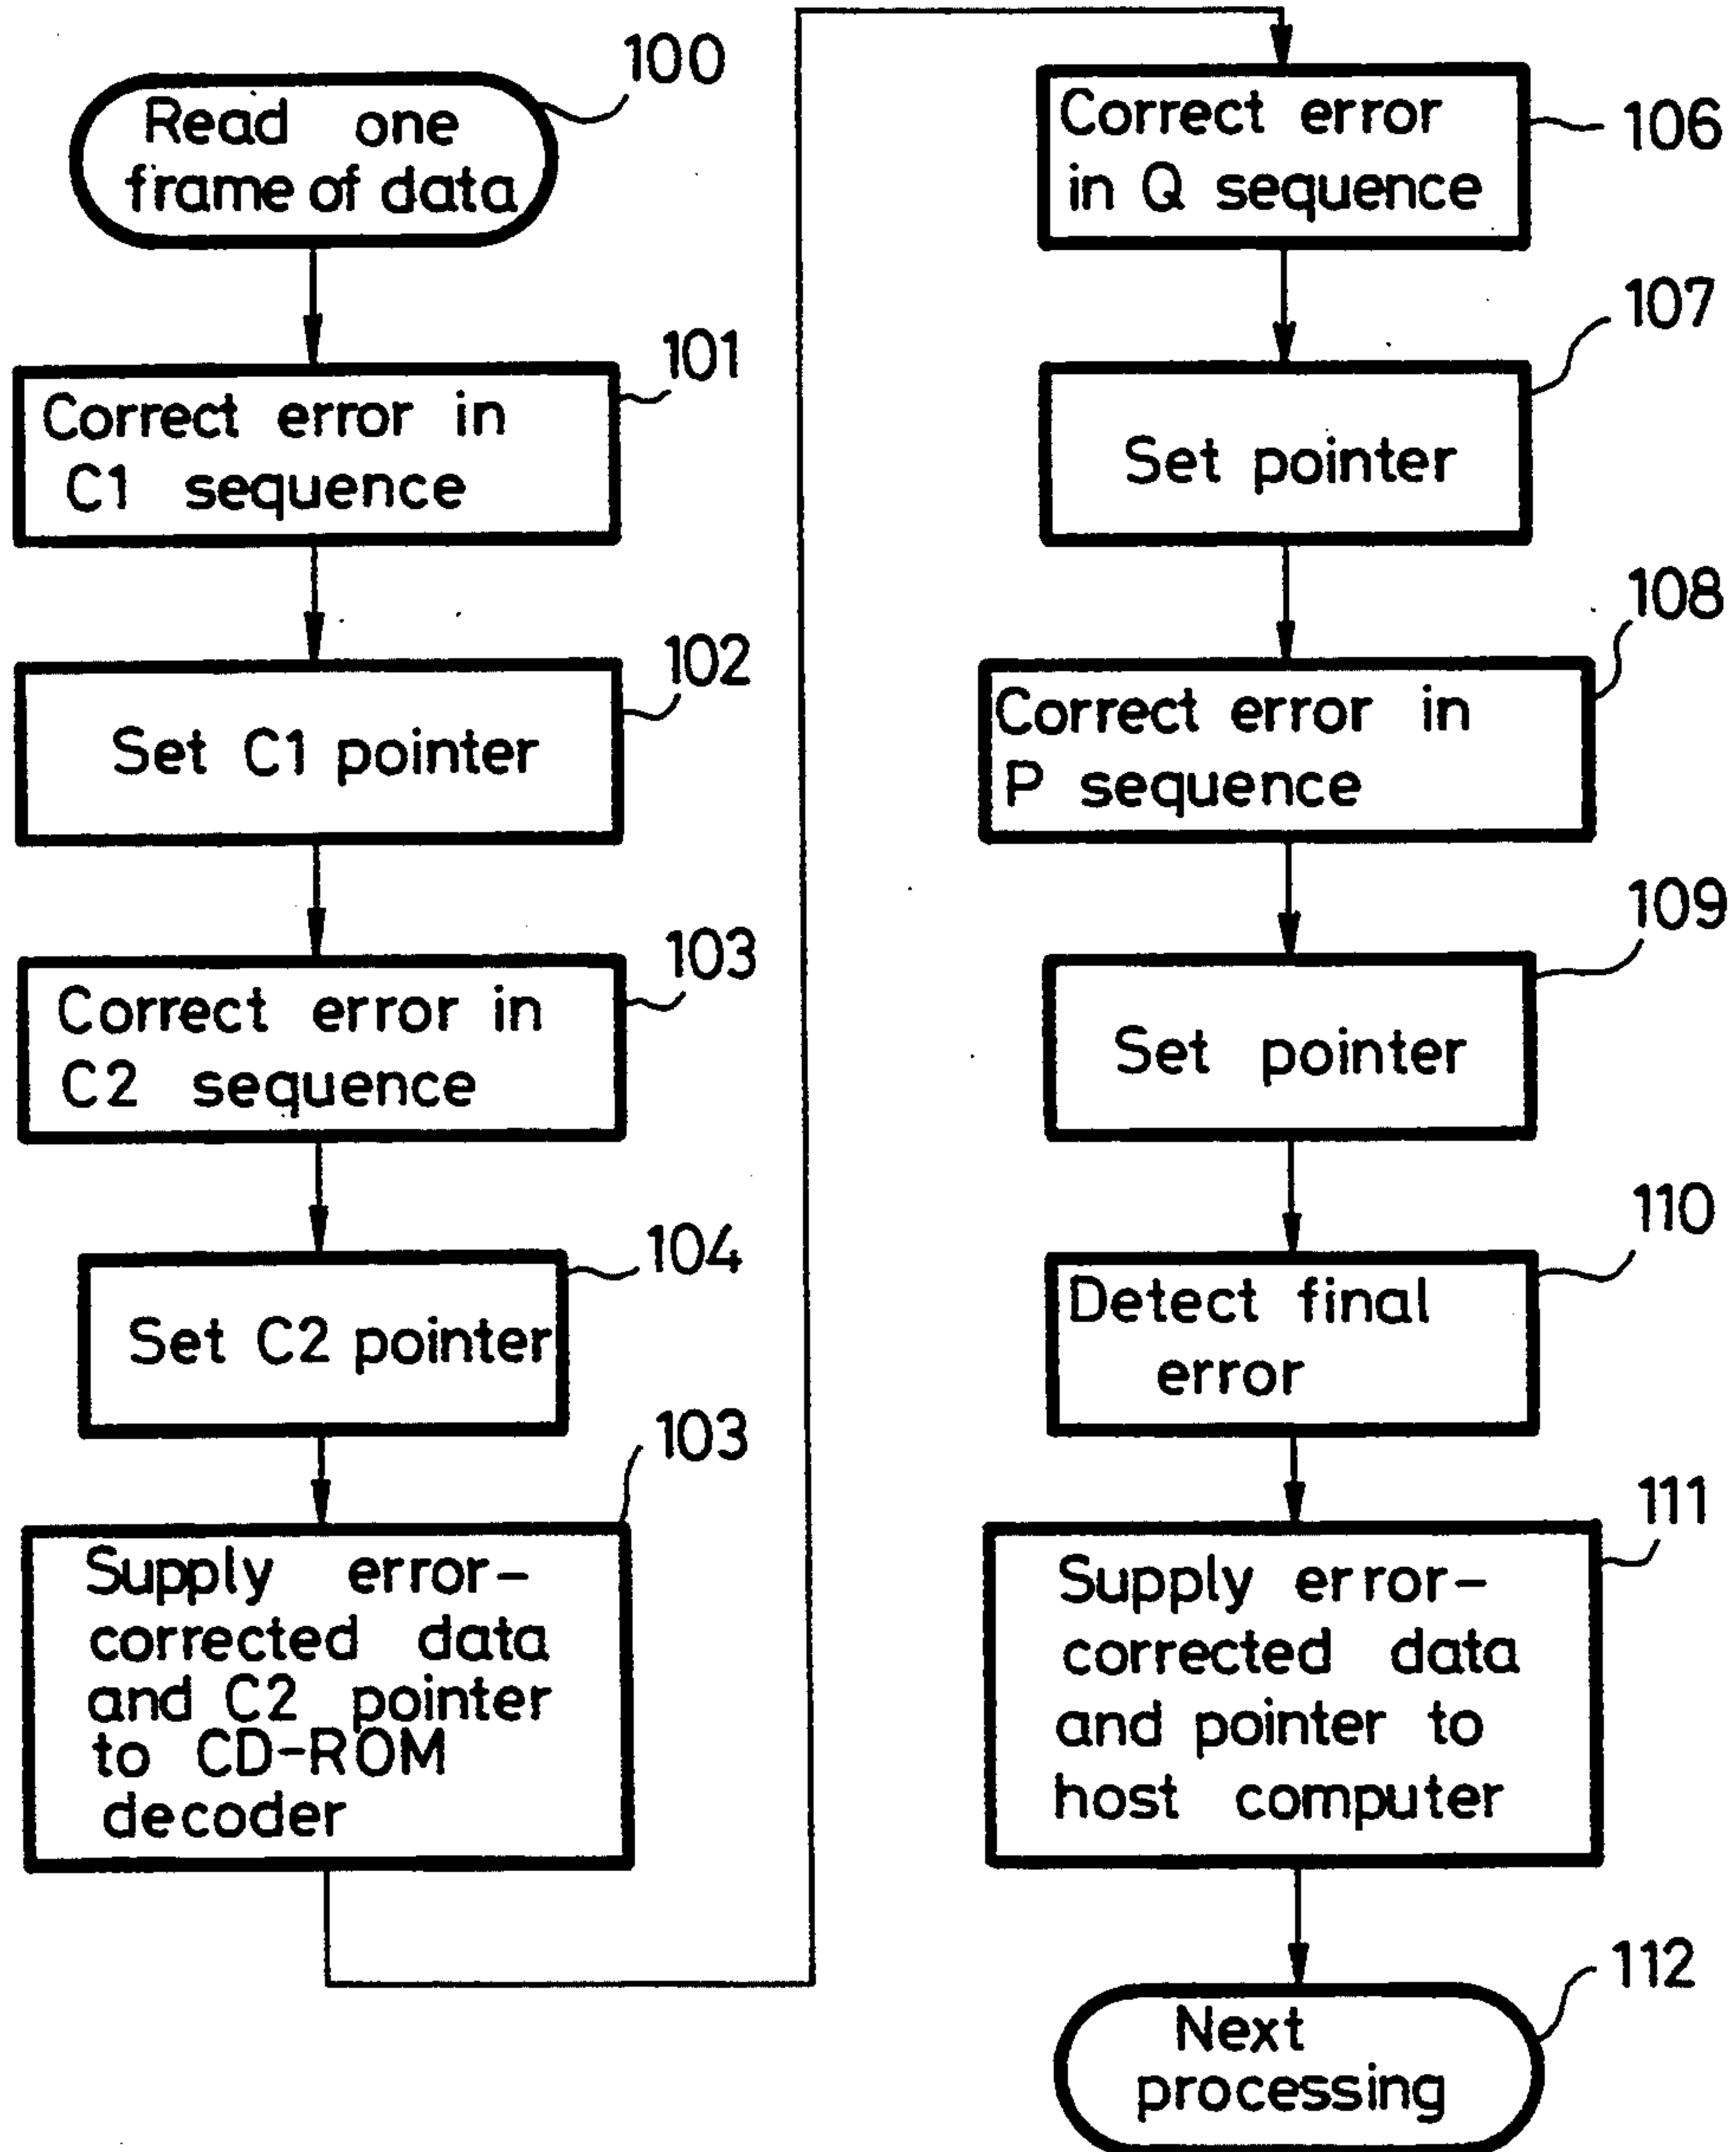 100
Read one
frame of data
101
Correct error in
C1 sequence
102
Set C1 pointer
103
Correct error in
C2 sequence
104
Set C2 pointer
103
Supply error-
corrected data
and C2 pointer
to CD-ROM
decoder
106
Correct error
in Q sequence
107
Set pointer
108
Correct error in
P sequence
109
Set pointer
110
Detect final
error
111
Supply error-
corrected data
and pointer to
host computer
112
Next
processing